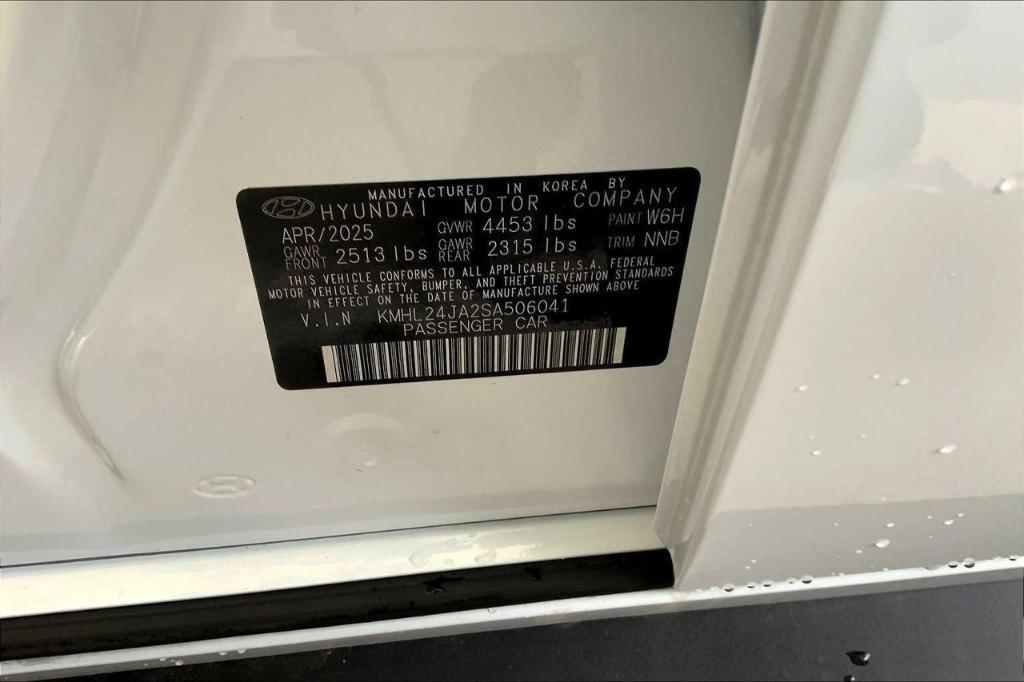 MANUFACTURED IN KOREA BY
HYUNDAI MOTOR COMPANY
APR/2025 GVWR 4453 lbs PAINT W6H
GAWR FRONT 2513 lbs GAWR REAR 2315 lbs TRIM NNB
THIS VEHICLE CONFORMS TO ALL APPLICABLE U.S.A. FEDERAL
MOTOR VEHICLE SAFETY, BUMPER, AND THEFT PREVENTION STANDARDS
IN EFFECT ON THE DATE OF MANUFACTURE SHOWN ABOVE
V.I.N KMHL24JA2SA506041
PASSENGER CAR